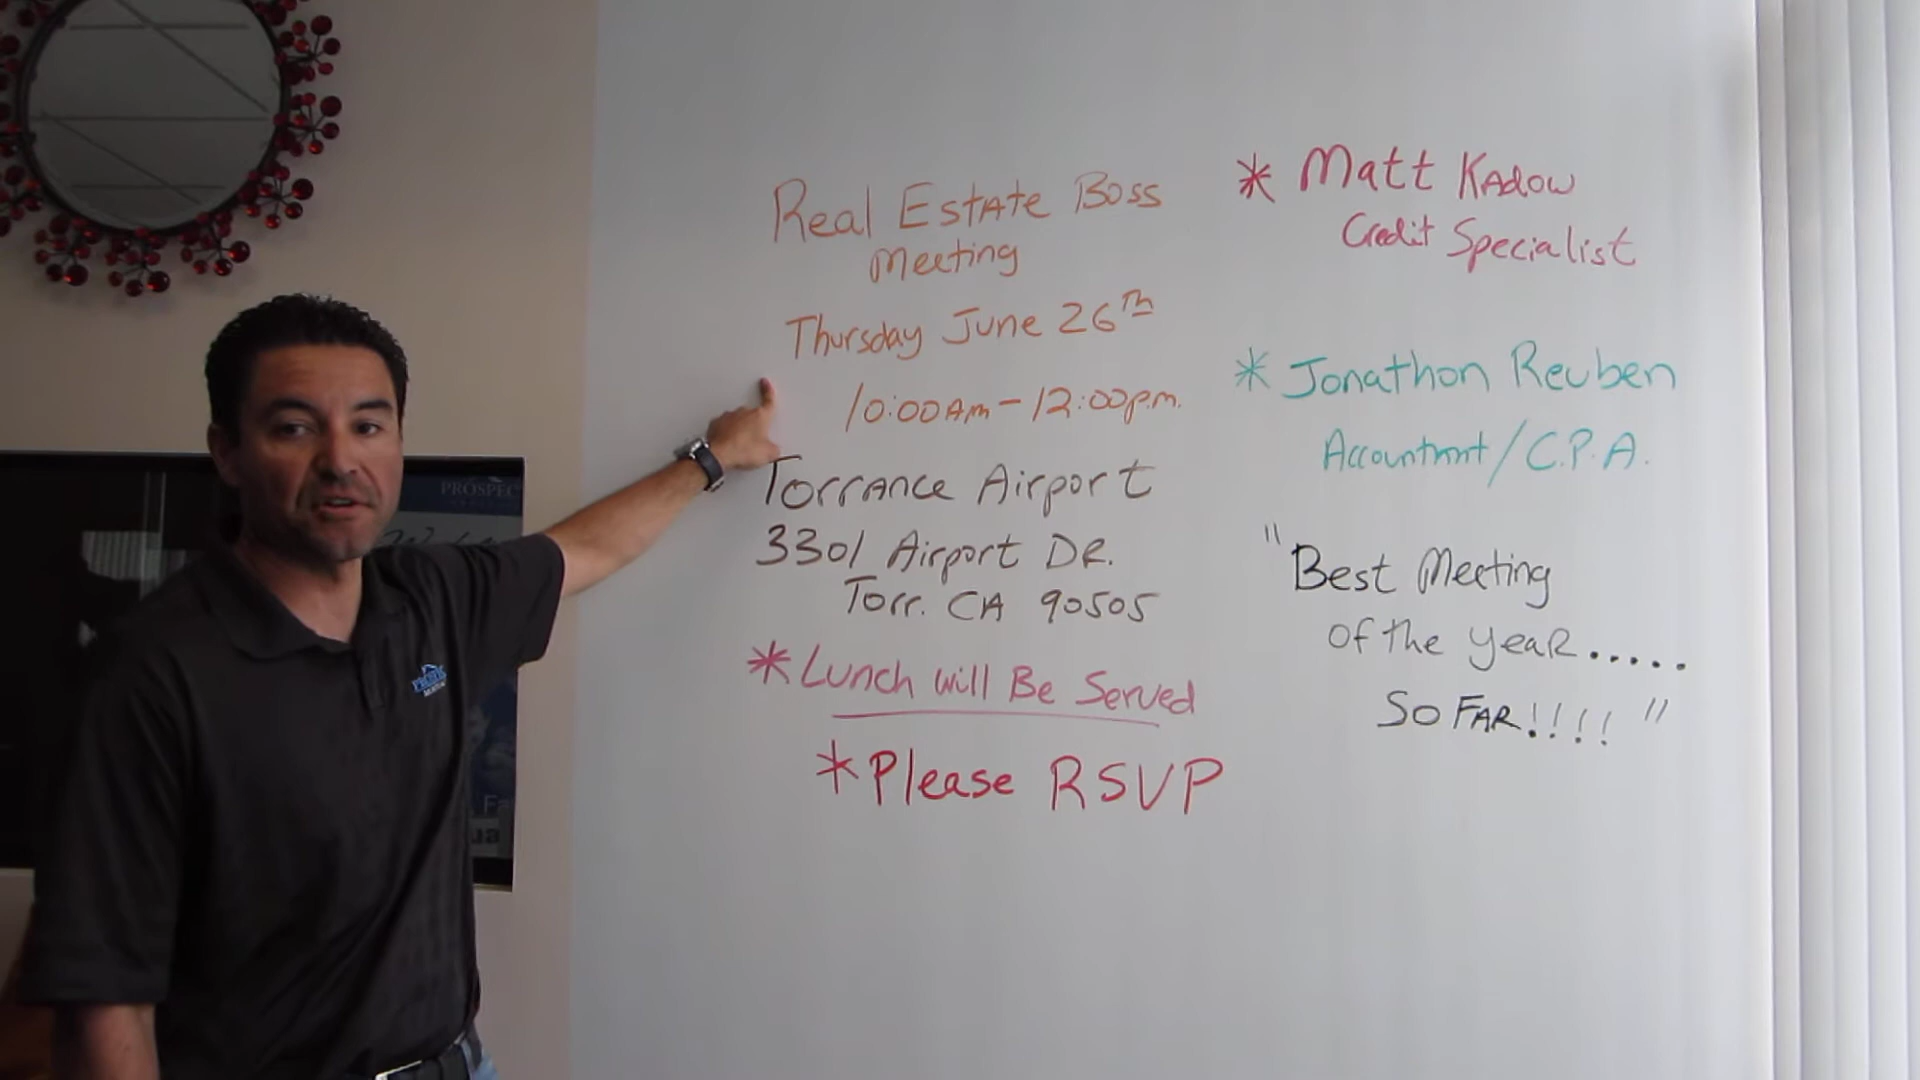 Real Estate Boss
Meeting
Thursday June 26th
10:00Am - 12:00p.m.
Torrance Airport
3301 Airport DR.
Torr. CA 90505
* Lunch will Be Served
* Please RSVP
* Matt Kadow
Credit Specialist
* Jonathon Reuben
Accountant / C.P.A.
"Best Meeting
of the year.....
So FAR!!!!"
PROSPEC